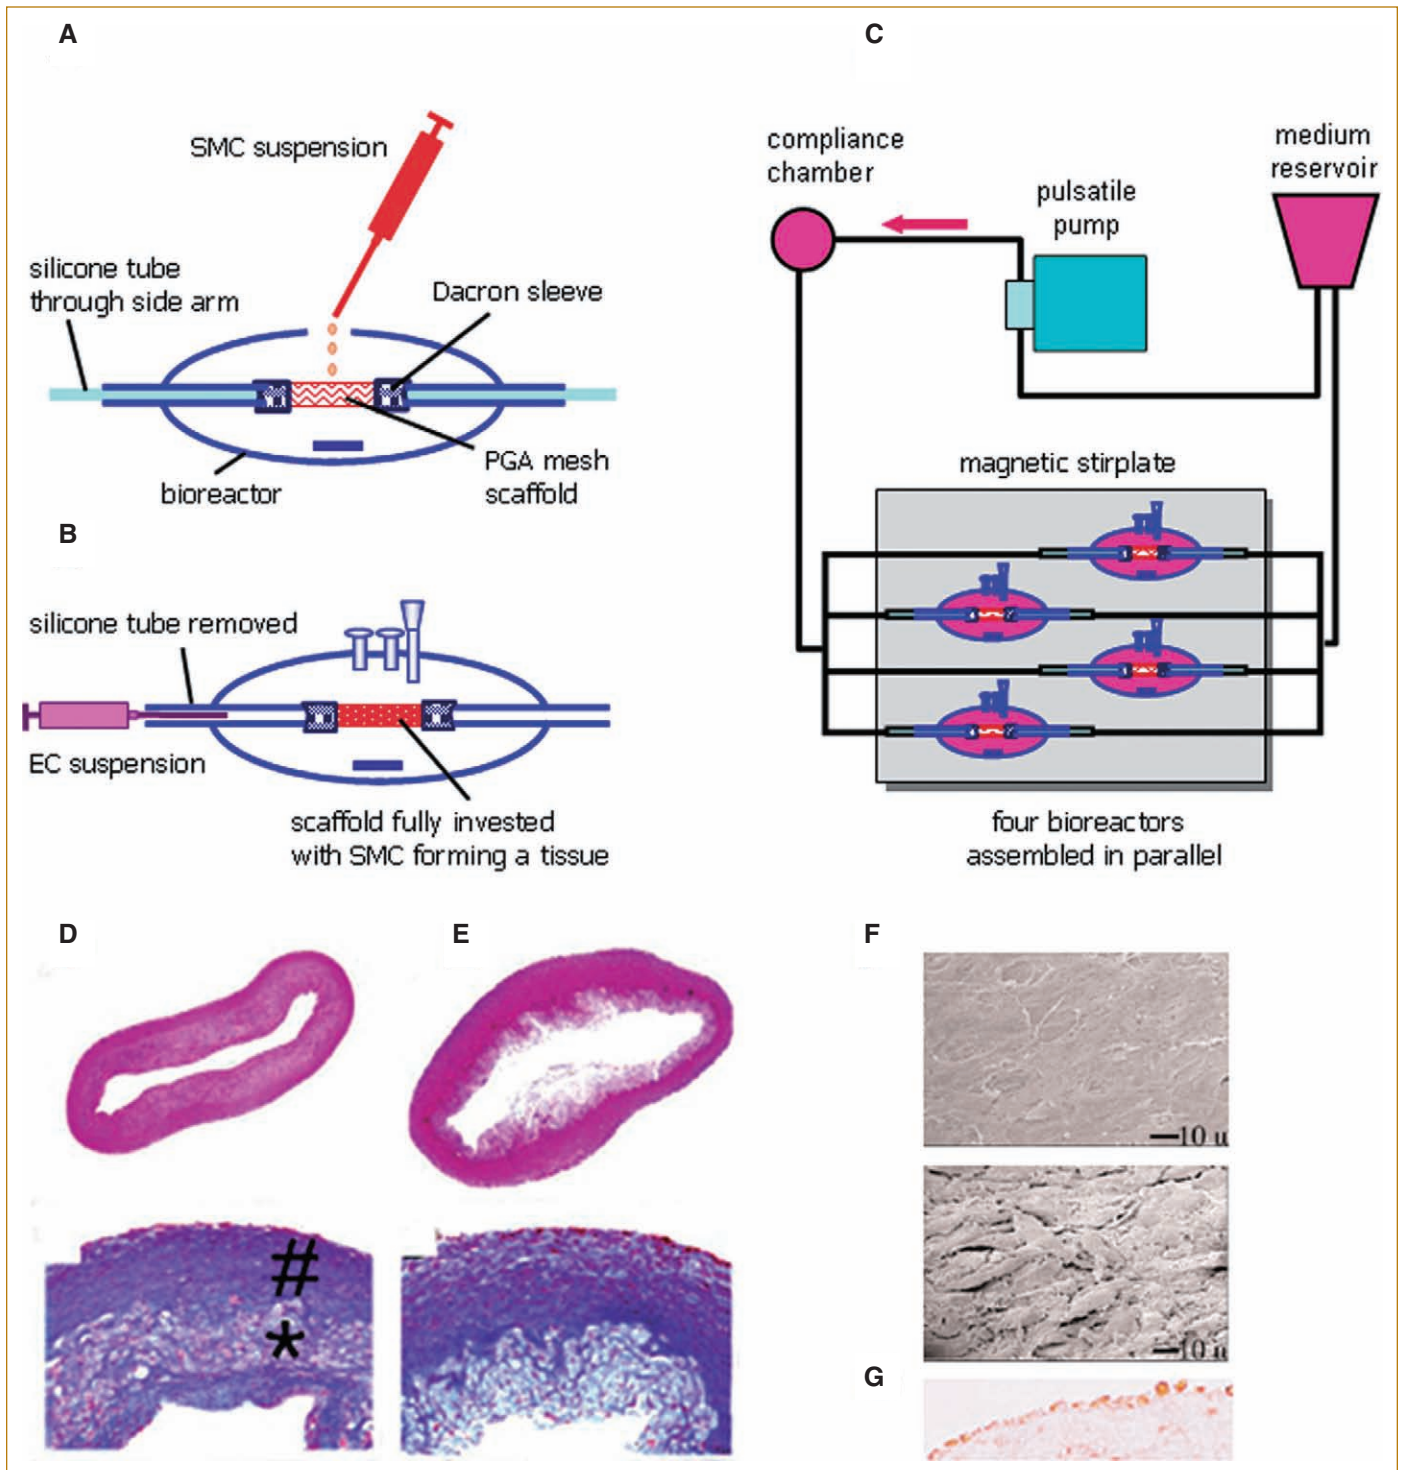 A
SMC suspension
silicone tube
through side arm
Dacron sleeve
PGA mesh
scaffold
bioreactor
B
silicone tube removed
EC suspension
scaffold fully invested
with SMC forming a tissue
C
compliance
chamber
pulsatile
pump
medium
reservoir
magnetic stirplate
four bioreactors
assembled in parallel
D
#
*
E
F
10 u
10 u
G